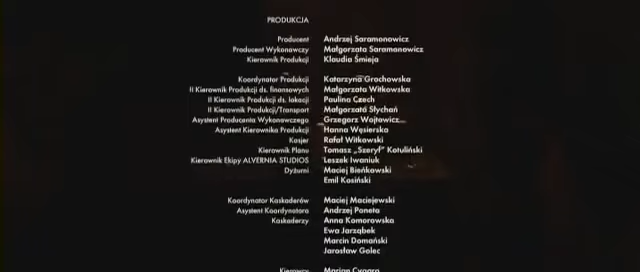 PRODUKCJA
Producent Andrzej Saramonowicz
Producent Wykonawczy Małgorzata Saramonowicz
Kierownik Produkcji Klaudia Śmieja
Koordynator Produkcji Katarzyna Grochowska
II Kierownik Produkcji ds. finansowych Małgorzata Witkowska
II Kierownik Produkcji ds. lokacji Paulina Czech
II Kierownik Produkcji/Transport Małgorzata Słychań
Asystent Producenta Wykonawczego Grzegorz Wojtowicz
Asystent Kierownika Produkcji Hanna Węsierska
Kasjer Rafał Witkowski
Kierownik Planu Tomasz „Szeryf" Kotuliński
Kierownik Ekipy ALVERNIA STUDIOS Leszek Iwaniuk
Dyżurni Maciej Bieńkowski
Emil Kosiński
Koordynator Kaskaderów Maciej Maciejewski
Asystent Koordynatora Andrzej Paneta
Kaskaderzy Anna Komorowska
Ewa Jarząbek
Marcin Domański
Jarosław Golec
Kierowcy Marian Cygara